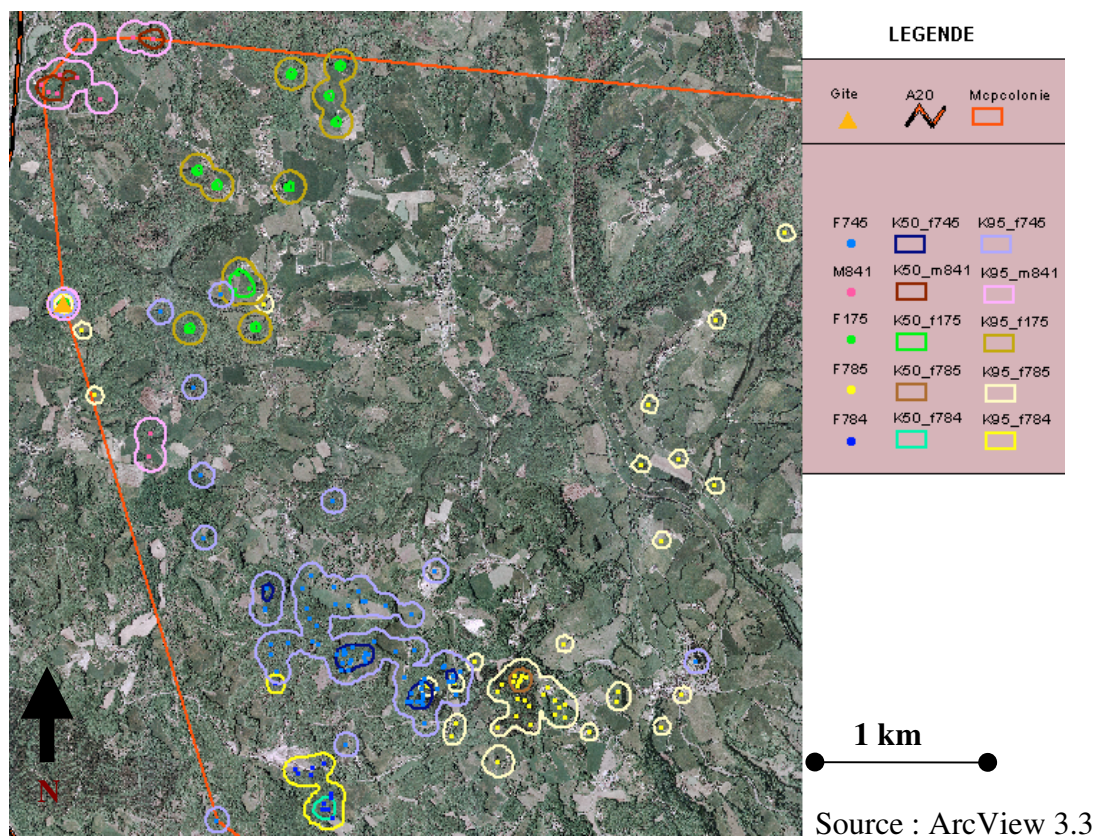 LEGENDE
Gite A20 Mcpcolonie
F745 K50_f745 K95_f745
M841 K50_m841 K95_m841
F175 K50_f175 K95_f175
F785 K50_f785 K95_f785
F784 K50_f784 K95_f784
N
1 km
Source : ArcView 3.3